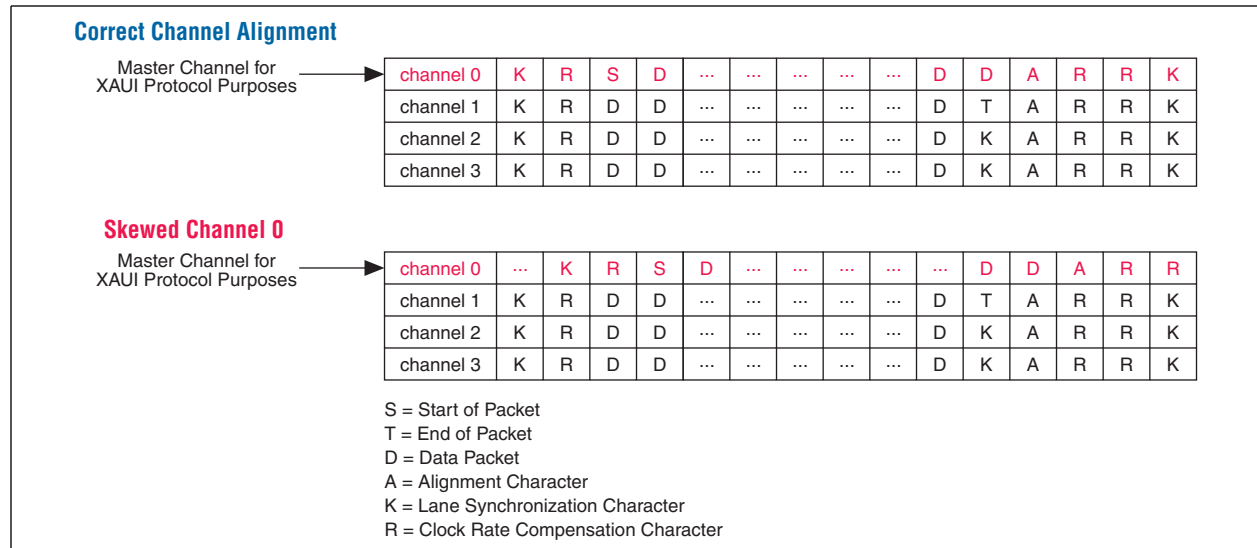 Correct Channel Alignment
Master Channel for
XAUI Protocol Purposes
channel 0 K R S D ... ... ... ... ... D D A R R K
channel 1 K R D D ... ... ... ... ... D T A R R K
channel 2 K R D D ... ... ... ... ... D K A R R K
channel 3 K R D D ... ... ... ... ... D K A R R K
Skewed Channel 0
Master Channel for
XAUI Protocol Purposes
channel 0 ... K R S D ... ... ... ... ... D D A R R
channel 1 K R D D ... ... ... ... ... D T A R R K
channel 2 K R D D ... ... ... ... ... D K A R R K
channel 3 K R D D ... ... ... ... ... D K A R R K
S = Start of Packet
T = End of Packet
D = Data Packet
A = Alignment Character
K = Lane Synchronization Character
R = Clock Rate Compensation Character